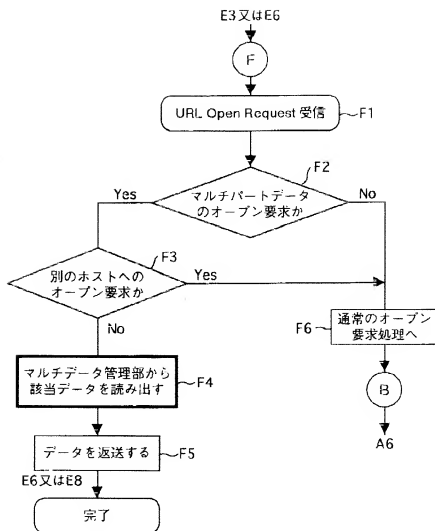 E3又はE6
F
URL Open Request 受信
F1
F2
マルチパートデータ
のオープン要求か
Yes
No
F3
別のホストへの
オープン要求か
Yes
No
F6
通常のオープン
要求処理へ
マルチデータ管理部から
該当データを読み出す
F4
B
A6
データを返送する
F5
E6又はE8
完了